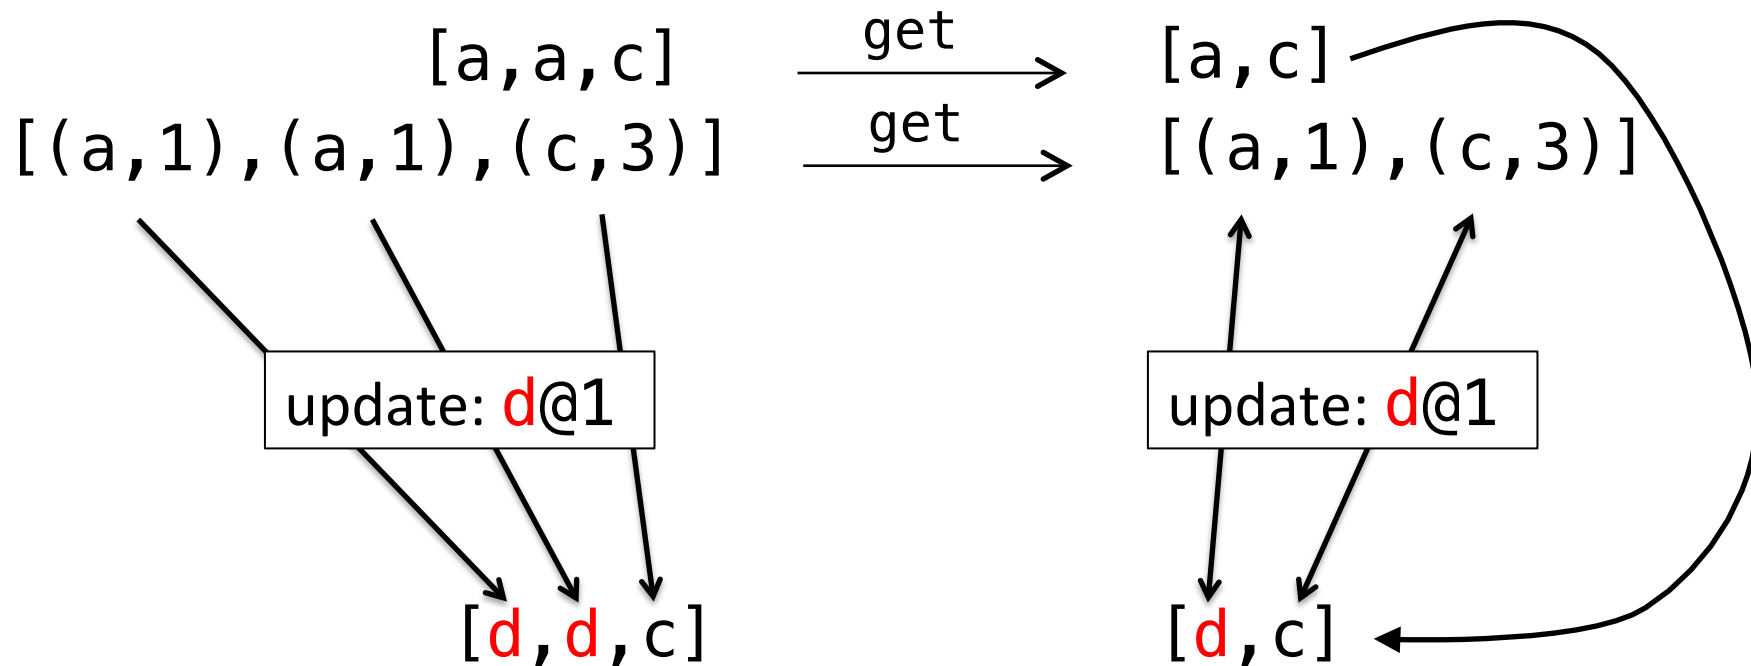 [a,a,c] get [a,c]
[(a,1),(a,1),(c,3)] get [(a,1),(c,3)]
update: d@1 update: d@1
[d,d,c] [d,c]